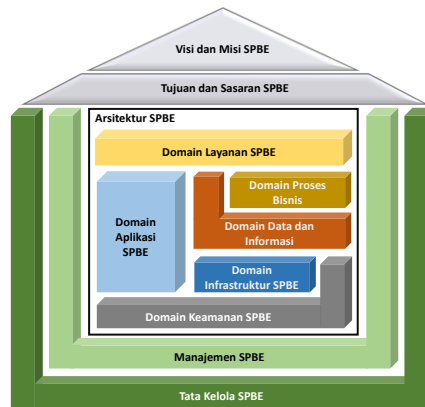 Visi dan Misi SPBE
Tujuan dan Sasaran SPBE
Arsitektur SPBE
Domain Layanan SPBE
Domain
Aplikasi
SPBE
Domain Proses
Bisnis
Domain Data dan
Informasi
Domain
Infrastruktur SPBE
Domain Keamanan SPBE
Manajemen SPBE
Tata Kelola SPBE